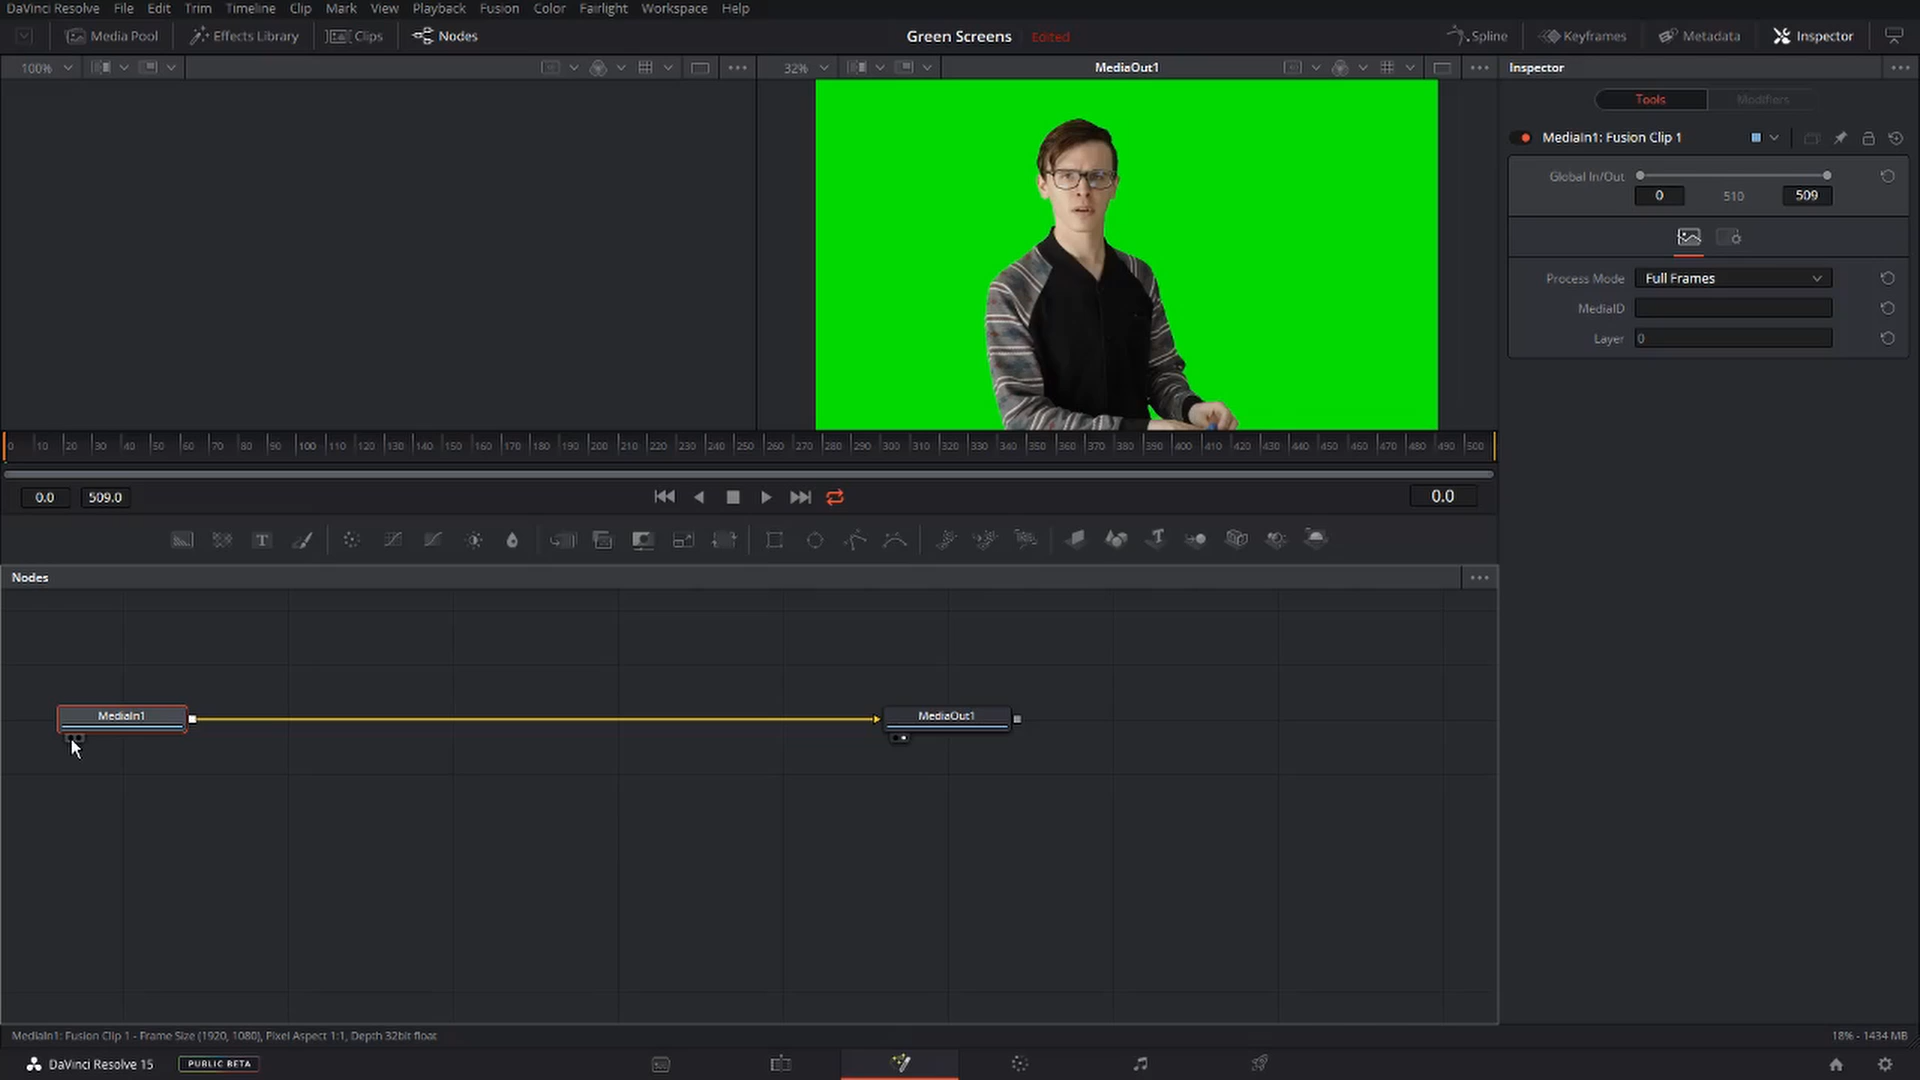 DaVinci Resolve File Edit Trim Timeline Clip Mark View Playback Fusion Color Fairlight Workspace Help
Media Pool Effects Library Clips Nodes Green Screens Edited Spline Keyframes Metadata Inspector
100% 32% MediaOut1 Inspector
Tools Modifiers
MediaIn1: Fusion Clip 1
Global In/Out
0 510 509
Process Mode Full Frames
MediaID
Layer 0
0 10 20 30 40 50 60 70 80 90 100 110 120 130 140 150 160 170 180 190 200 210 220 230 240 250 260 270 280 290 300 310 320 330 340 350 360 370 380 390 400 410 420 430 440 450 460 470 480 490 500
0.0 509.0 0.0
T T
Nodes
MediaIn1 MediaOut1
MediaIn1: Fusion Clip 1 - Frame Size (1920, 1080), Pixel Aspect 1:1, Depth 32bit float 18% - 1434 MB
DaVinci Resolve 15 PUBLIC BETA